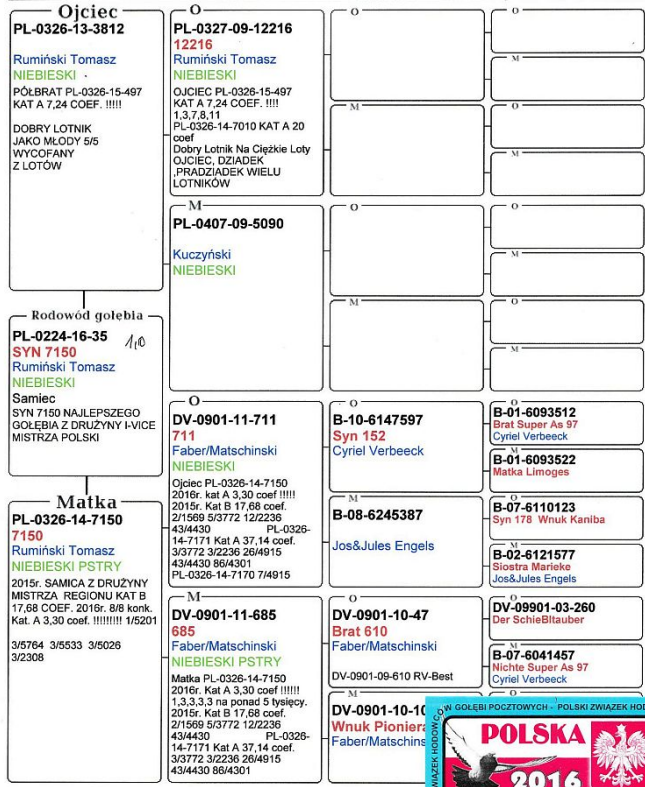 Ojciec
PL-0326-13-3812
Rumiński Tomasz
NIEBIESKI
PÓŁBRAT PL-0326-15-497
KAT A 7,24 COEF. !!!!!
DOBRY LOTNIK
JAKO MŁODY 5/5
WYCOFANY
Z LOTÓW
Rodowód gołębia
PL-0224-16-35 1,0
SYN 7150
Rumiński Tomasz
NIEBIESKI
Samiec
SYN 7150 NAJLEPSZEGO
GOŁĘBIA Z DRUŻYNY I-VICE
MISTRZA POLSKI
Matka
PL-0326-14-7150
7150
Rumiński Tomasz
NIEBIESKI PSTRY
2015r. SAMICA Z DRUŻYNY
MISTRZA REGIONU KAT B
17,68 COEF. 2016r. 8/8 konk.
Kat. A 3,30 coef. !!!!!!!!! 1/5201
3/5764 3/5533 3/5026
3/2308
O
PL-0327-09-12216
12216
Rumiński Tomasz
NIEBIESKI
OJCIEC PL-0326-15-497
KAT A 7,24 COEF. !!!!
1,3,7,8,11
PL-0326-14-7010 KAT A 20
coef
Dobry Lotnik Na Ciężkie Loty
OJCIEC, DZIADEK
,PRADZIADEK WIELU
LOTNIKÓW
M
PL-0407-09-5090
Kuczyński
NIEBIESKI
O
DV-0901-11-711
711
Faber/Matschinski
NIEBIESKI
Ojciec PL-0326-14-7150
2016r. kat A 3,30 coef !!!!!
2015r. Kat B 17,68 coef.
2/1569 5/3772 12/2236
43/4430 PL-0326-
14-7171 Kat A 37,14 coef.
3/3772 3/2236 26/4915
43/4430 86/4301
PL-0326-14-7170 7/4915
M
DV-0901-11-685
685
Faber/Matschinski
NIEBIESKI PSTRY
Matka PL-0326-14-7150
2016r. Kat A 3,30 coef !!!!!!
1,3,3,3,3 na ponad 5 tysięcy.
2015r. Kat B 17,68 coef.
2/1569 5/3772 12/2236
43/4430 PL-0326-
14-7171 Kat A 37,14 coef.
3/3772 3/2236 26/4915
43/4430 86/4301
O
M
O
M
O
B-10-6147597
Syn 152
Cyriel Verbeeck
M
B-08-6245387
Jos&Jules Engels
O
DV-0901-10-47
Brat 610
Faber/Matschinski
DV-0901-09-610 RV-Best
M
DV-0901-10-10
Wnuk Pioniera
Faber/Matschins
O
M
O
M
O
M
O
M
O
B-01-6093512
Brat Super As 97
Cyriel Verbeeck
M
B-01-6093522
Matka Limoges
O
B-07-6110123
Syn 178 Wnuk Kaniba
M
B-02-6121577
Siostra Marieke
Jos&Jules Engels
O
DV-09901-03-260
Der SchieBltauber
M
B-07-6041457
Nichte Super As 97
Cyriel Verbeeck
GOŁĘBI POCZTOWYCH - POLSKI ZWIĄZEK HOD
POLSKA
2016